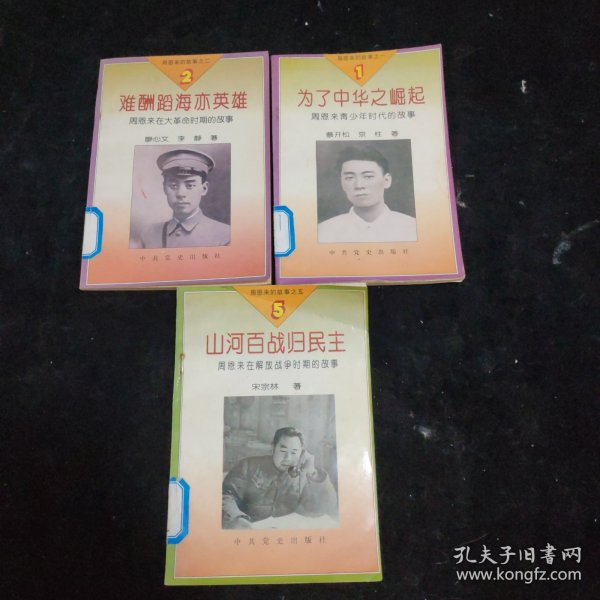 周恩来的故事之二
2
难酬蹈海亦英雄
周恩来在大革命时期的故事
廖心文 李静 著
中共党史出版社
周恩来的故事之一
1
为了中华之崛起
周恩来青少年时代的故事
蔡开松 京柱 著
中共党史出版社
周恩来的故事之五
5
山河百战归民主
周恩来在解放战争时期的故事
宋宗林 著
中共党史出版社
孔夫子旧书网
www.kongfz.com